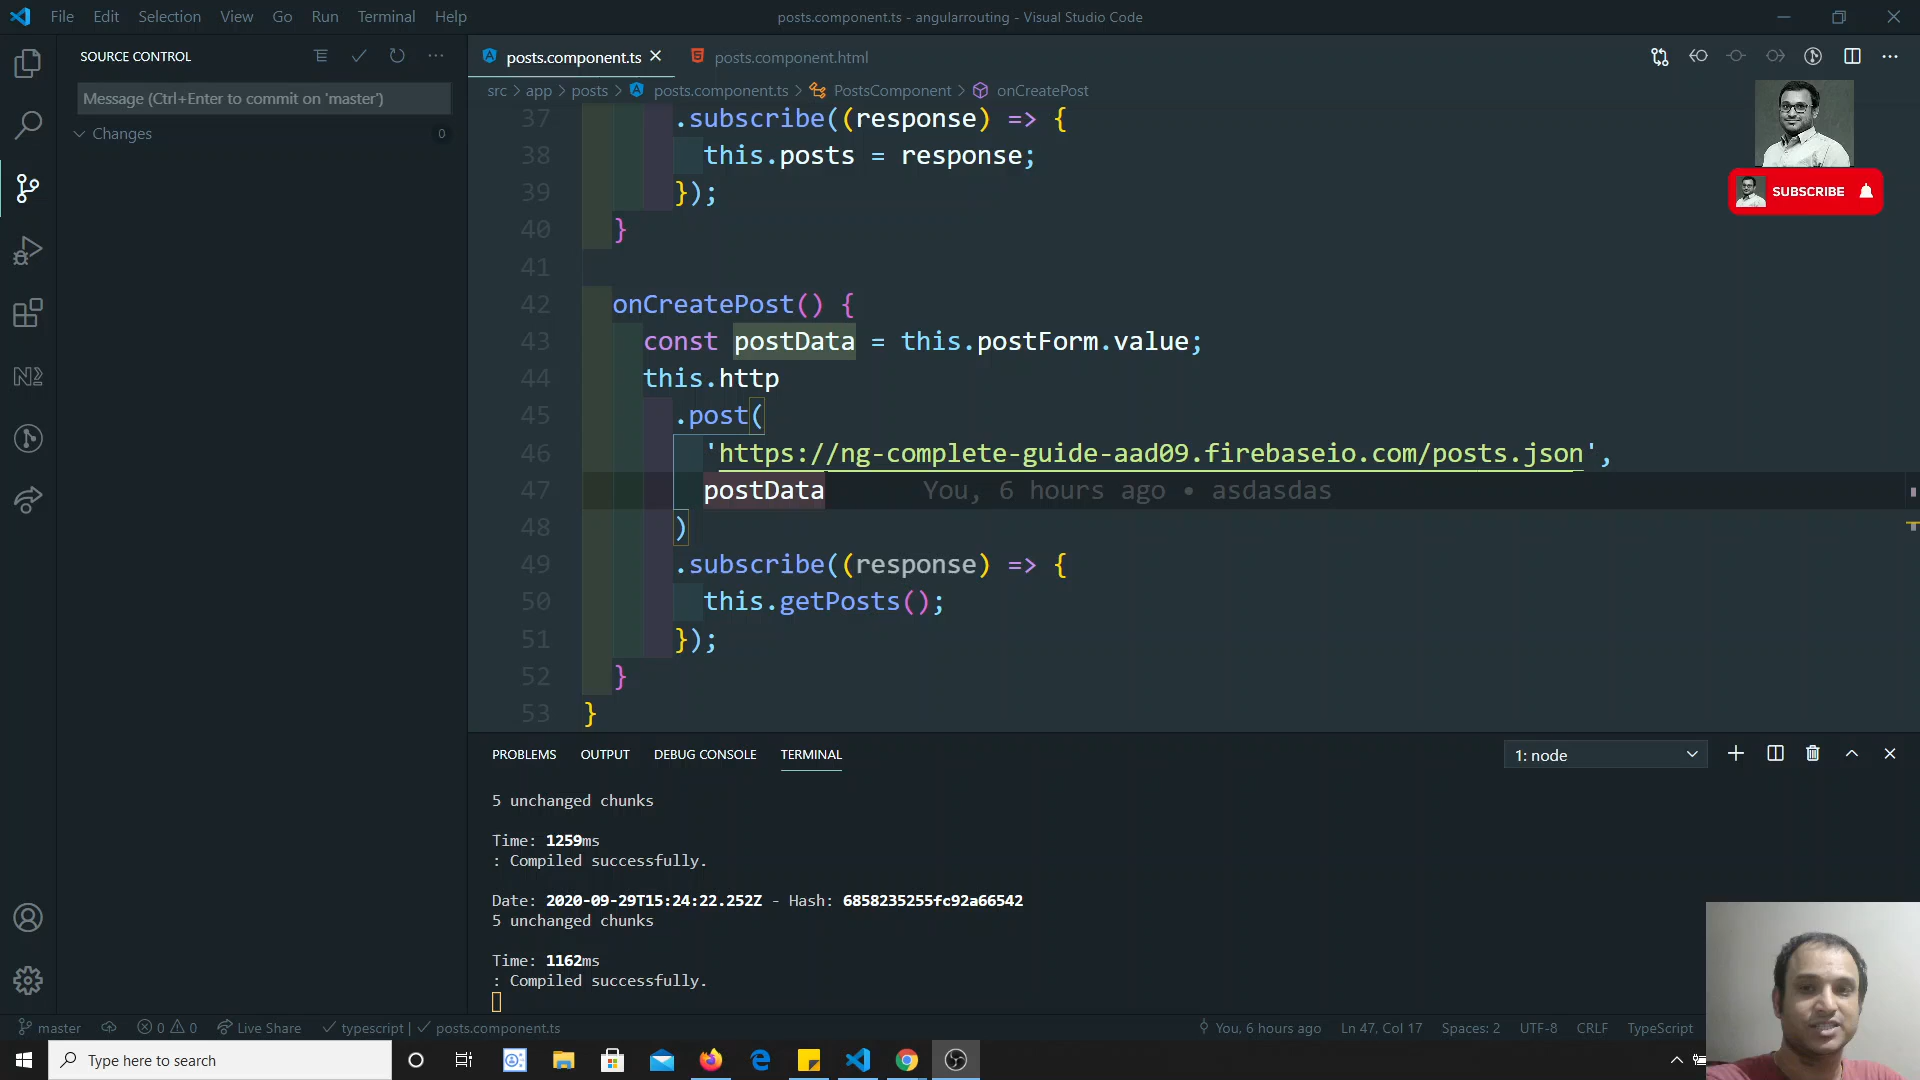 File Edit Selection View Go Run Terminal Help
posts.component.ts - angularrouting - Visual Studio Code
SOURCE CONTROL
Message (Ctrl+Enter to commit on 'master')
Changes 0
posts.component.ts posts.component.html
src > app > posts > posts.component.ts > PostsComponent > onCreatePost
37 .subscribe((response) => {
38 this.posts = response;
39 });
40 }
41
42 onCreatePost() {
43 const postData = this.postForm.value;
44 this.http
45 .post(
46 'https://ng-complete-guide-aad09.firebaseio.com/posts.json',
47 postData You, 6 hours ago • asdasdas
48 )
49 .subscribe((response) => {
50 this.getPosts();
51 });
52 }
53 }
SUBSCRIBE
PROBLEMS OUTPUT DEBUG CONSOLE TERMINAL
1: node
5 unchanged chunks
Time: 1259ms
: Compiled successfully.
Date: 2020-09-29T15:24:22.252Z - Hash: 6858235255fc92a66542
5 unchanged chunks
Time: 1162ms
: Compiled successfully.
master 0 0 Live Share typescript | posts.component.ts
You, 6 hours ago Ln 47, Col 17 Spaces: 2 UTF-8 CRLF TypeScript
Type here to search